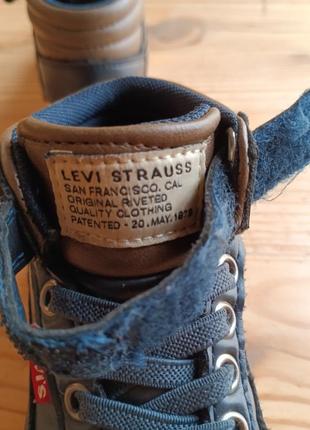 LEVI STRAUSS
SAN FRANCISCO, CAL
ORIGINAL RIVETED
QUALITY CLOTHING
PATENTED - 20. MAY. 1873